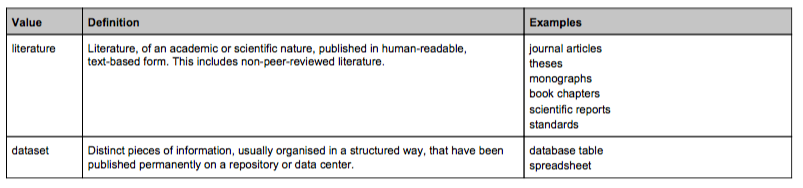 Value Definition Examples
literature Literature, of an academic or scientific nature, published in human-readable, journal articles
text-based form. This includes non-peer-reviewed literature. theses
monographs
book chapters
scientific reports
standards
dataset Distinct pieces of information, usually organised in a structured way, that have been database table
published permanently on a repository or data center. spreadsheet